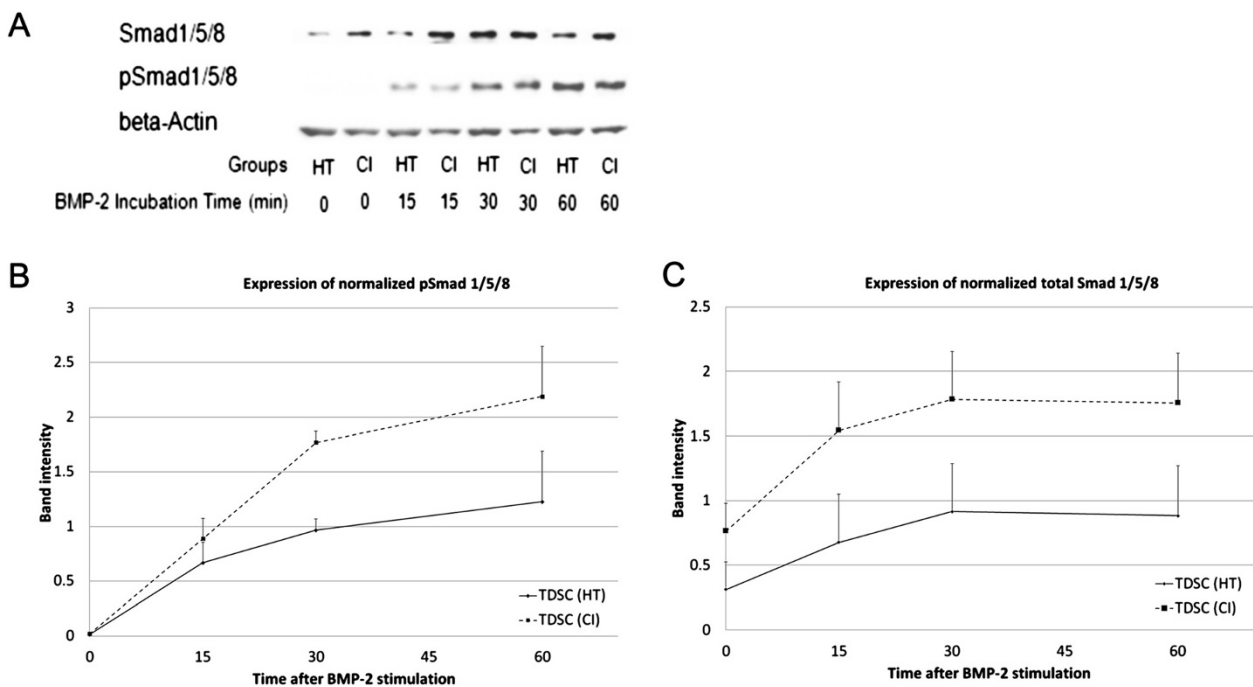 A
Smad1/5/8
pSmad1/5/8
beta-Actin
Groups HT CI HT CI HT CI HT CI
BMP-2 Incubation Time (min) 0 0 15 15 30 30 60 60
B
Expression of normalized pSmad 1/5/8
3
2.5
2
1.5
1
0.5
0
Band intensity
0 15 30 45 60
Time after BMP-2 stimulation
TDSC (HT)
TDSC (CI)
C
Expression of normalized total Smad 1/5/8
2.5
2
1.5
1
0.5
0
Band intensity
0 15 30 45 60
Time after BMP-2 stimulation
TDSC (HT)
TDSC (CI)